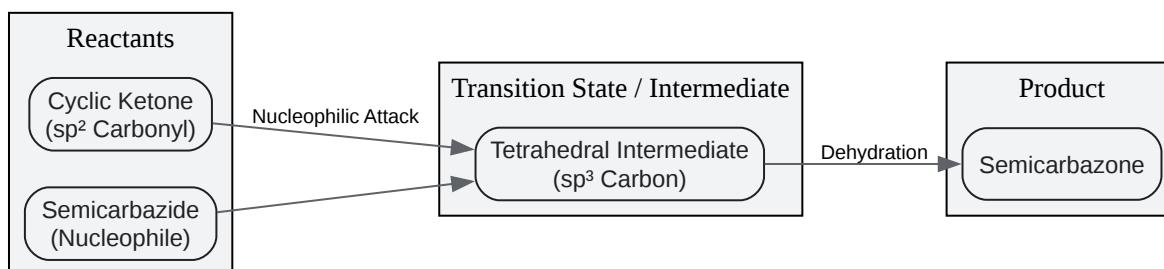 Reactants
Cyclic Ketone
(sp² Carbonyl)
Semicarbazide
(Nucleophile)
Nucleophilic Attack
Transition State / Intermediate
Tetrahedral Intermediate
(sp³ Carbon)
Dehydration
Product
Semicarbazone